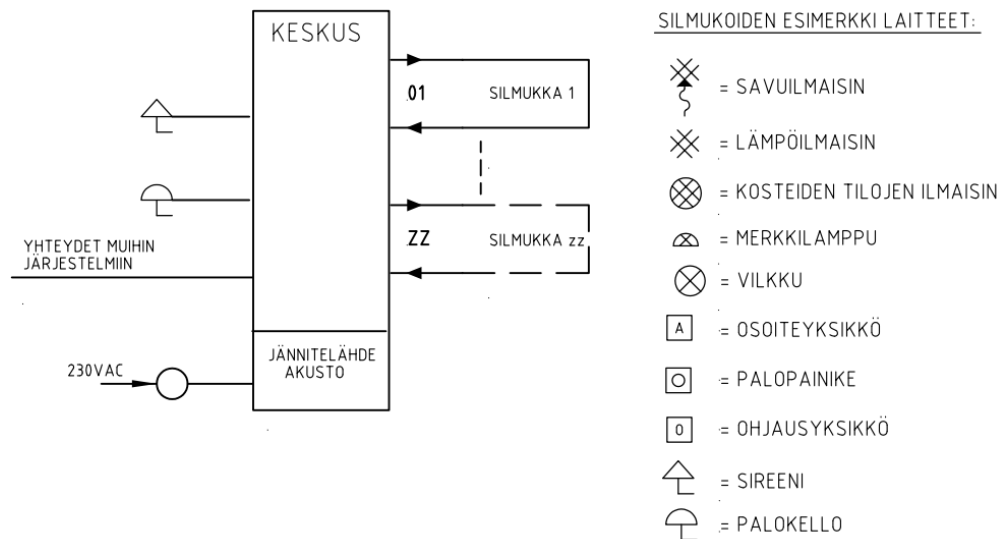 KESKUS
01
SILMUKKA 1
ZZ
SILMUKKA zz
YHTEYDET MUIHIN
JÄRJESTELMIIN
230VAC
JÄNNITELÄHDE
AKUSTO
SILMUKOIDEN ESIMERKKI LAITTEET:
= SAVUILMAISIN
= LÄMPÖILMAISIN
= KOSTEIDEN TILOJEN ILMAISIN
= MERKKILAMPPU
= VILKKU
A = OSOITEYKSIKKÖ
= PALOPAINIKE
O = OHJAUSYKSIKKÖ
= SIREENI
= PALOKELLO